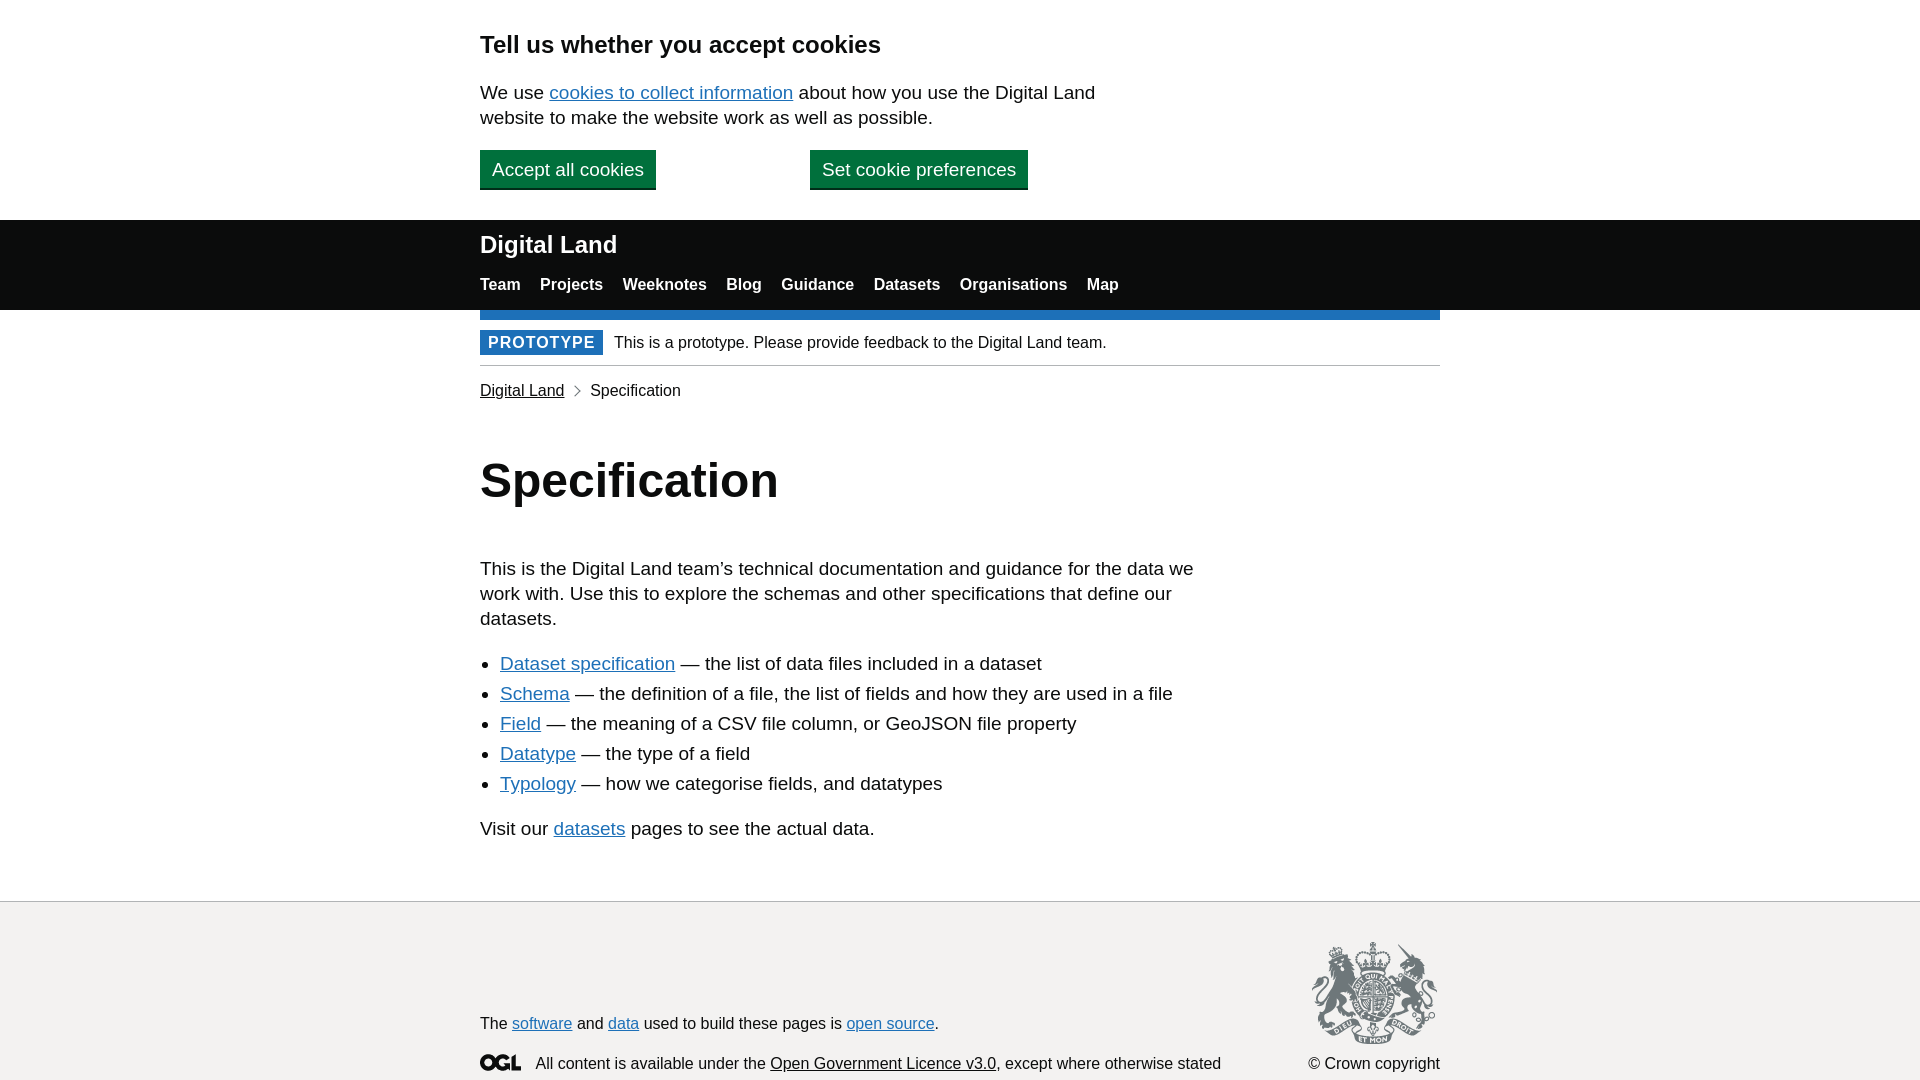 Tell us whether you accept cookies
We use cookies to collect information about how you use the Digital Land
website to make the website work as well as possible.
Accept all cookies
Set cookie preferences
Digital Land
Team Projects Weeknotes Blog Guidance Datasets Organisations Map
PROTOTYPE This is a prototype. Please provide feedback to the Digital Land team.
Digital Land > Specification
Specification
This is the Digital Land team’s technical documentation and guidance for the data we
work with. Use this to explore the schemas and other specifications that define our
datasets.
• Dataset specification — the list of data files included in a dataset
• Schema — the definition of a file, the list of fields and how they are used in a file
• Field — the meaning of a CSV file column, or GeoJSON file property
• Datatype — the type of a field
• Typology — how we categorise fields, and datatypes
Visit our datasets pages to see the actual data.
The software and data used to build these pages is open source.
OGL All content is available under the Open Government Licence v3.0, except where otherwise stated
DIEU ET MON DROIT
© Crown copyright